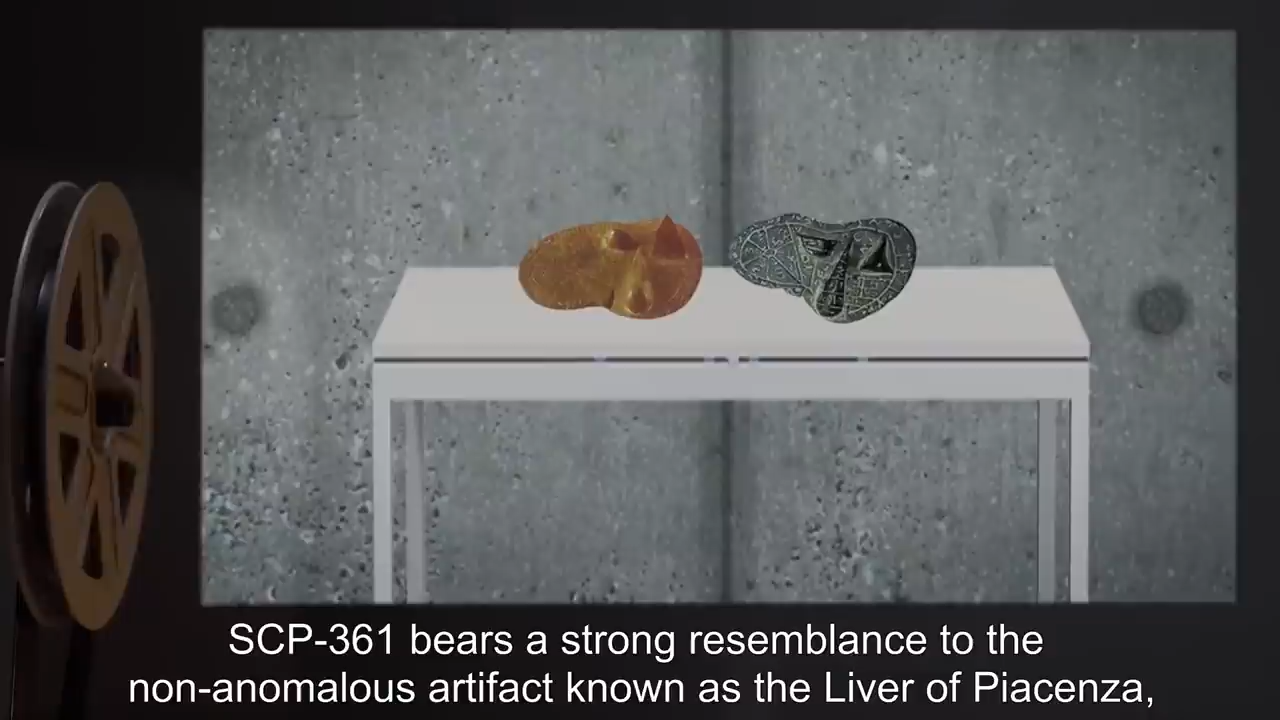 SCP-361 bears a strong resemblance to the
non-anomalous artifact known as the Liver of Piacenza,